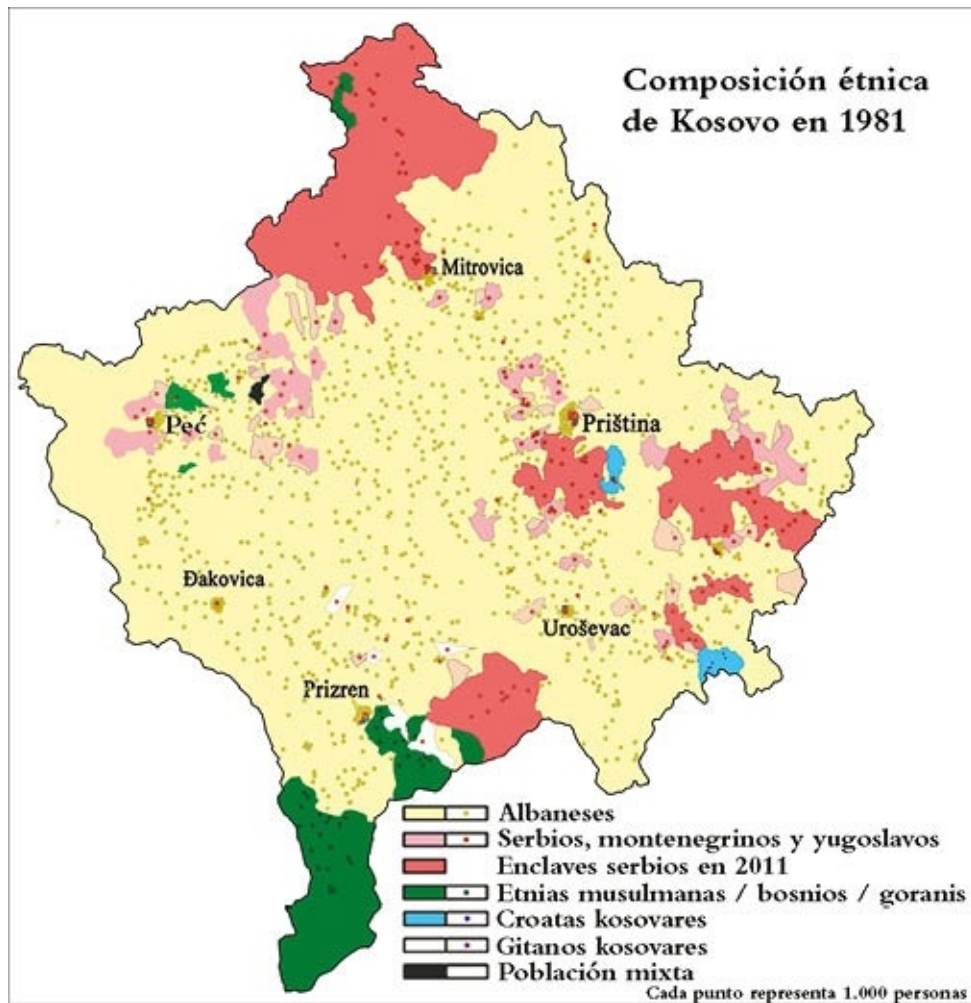 Composición étnica
de Kosovo en 1981
Mitrovica
Peć
Priština
Đakovica
Uroševac
Prizren
Albaneses
Serbios, montenegrinos y yugoslavos
Enclaves serbios en 2011
Etnias musulmanas / bosnios / goranis
Croatas kosovares
Gitanos kosovares
Población mixta
Cada punto representa 1.000 personas